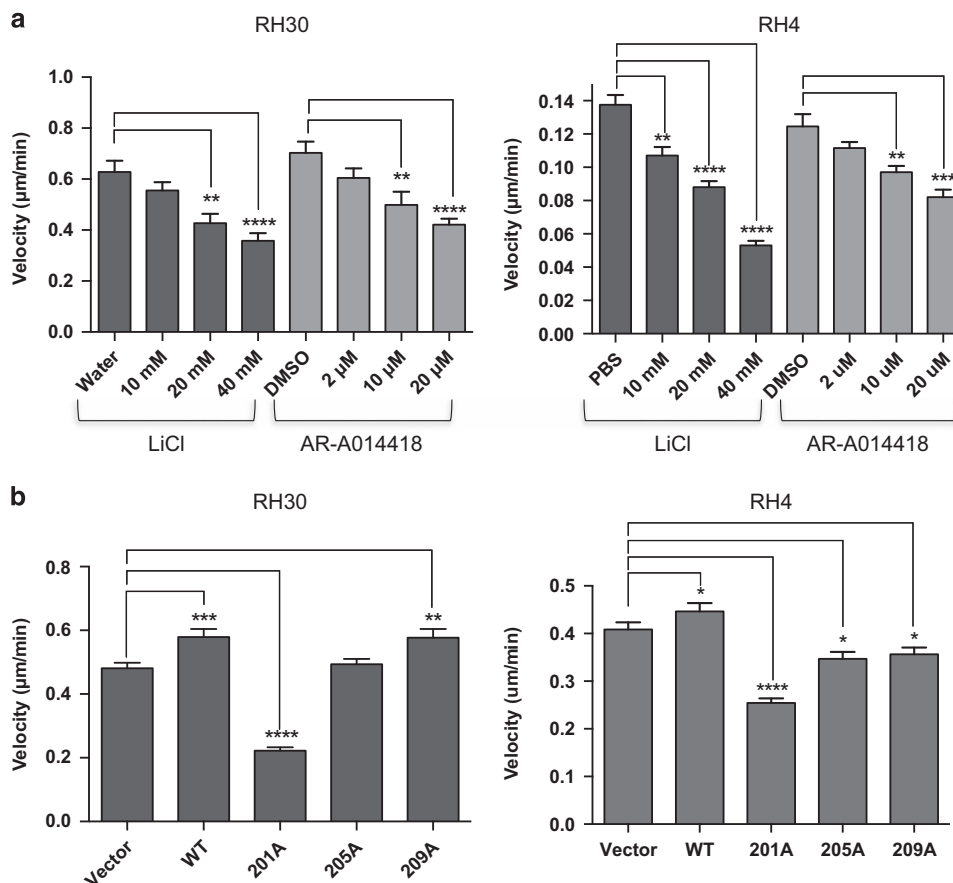 a
RH30
Velocity (µm/min)
1.0
0.8
0.6
0.4
0.2
0.0
** **** ** ****
Water 10 mM 20 mM 40 mM DMSO 2 µM 10 µM 20 µM
LiCl AR-A014418
RH4
Velocity (µm/min)
0.14
0.12
0.10
0.08
0.06
0.04
0.02
0.00
** **** **** ** ***
PBS 10 mM 20 mM 40 mM DMSO 2 uM 10 uM 20 uM
LiCl AR-A014418
b
RH30
Velocity (µm/min)
0.8
0.6
0.4
0.2
0.0
*** **** **
Vector WT 201A 205A 209A
RH4
Velocity (um/min)
0.5
0.4
0.3
0.2
0.1
0.0
* **** * *
Vector WT 201A 205A 209A